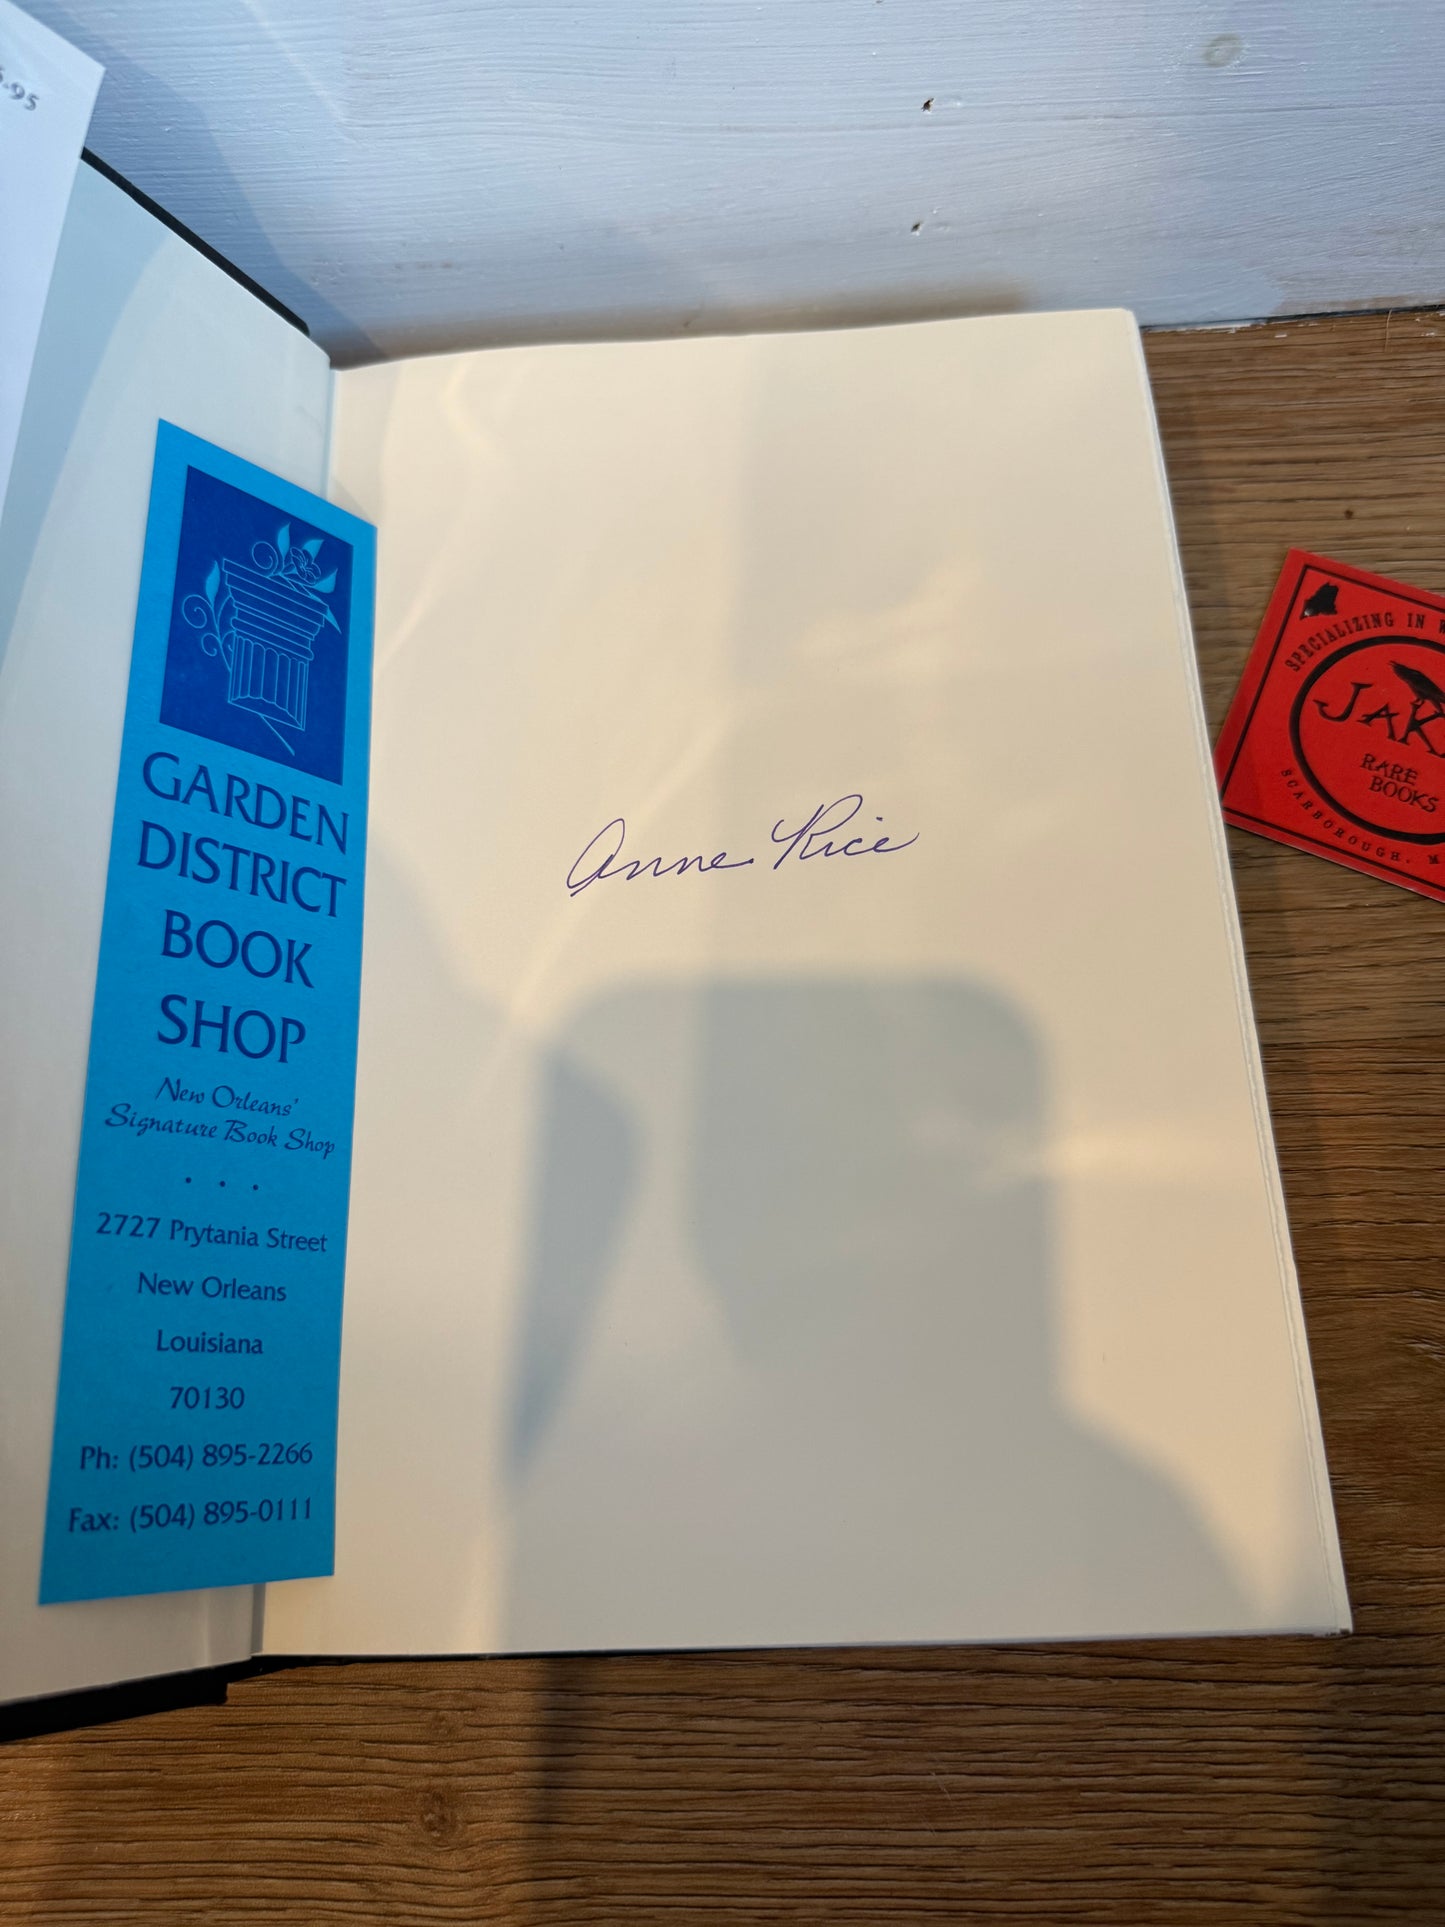 GARDEN
DISTRICT
BOOK
SHOP
New Orleans'
Signature Book Shop
• • •
2727 Prytania Street
New Orleans
Louisiana
70130
Ph: (504) 895-2266
Fax: (504) 895-0111
Anne Rice
SPECIALIZING IN
RARE
BOOKS
SCARBOROUGH,